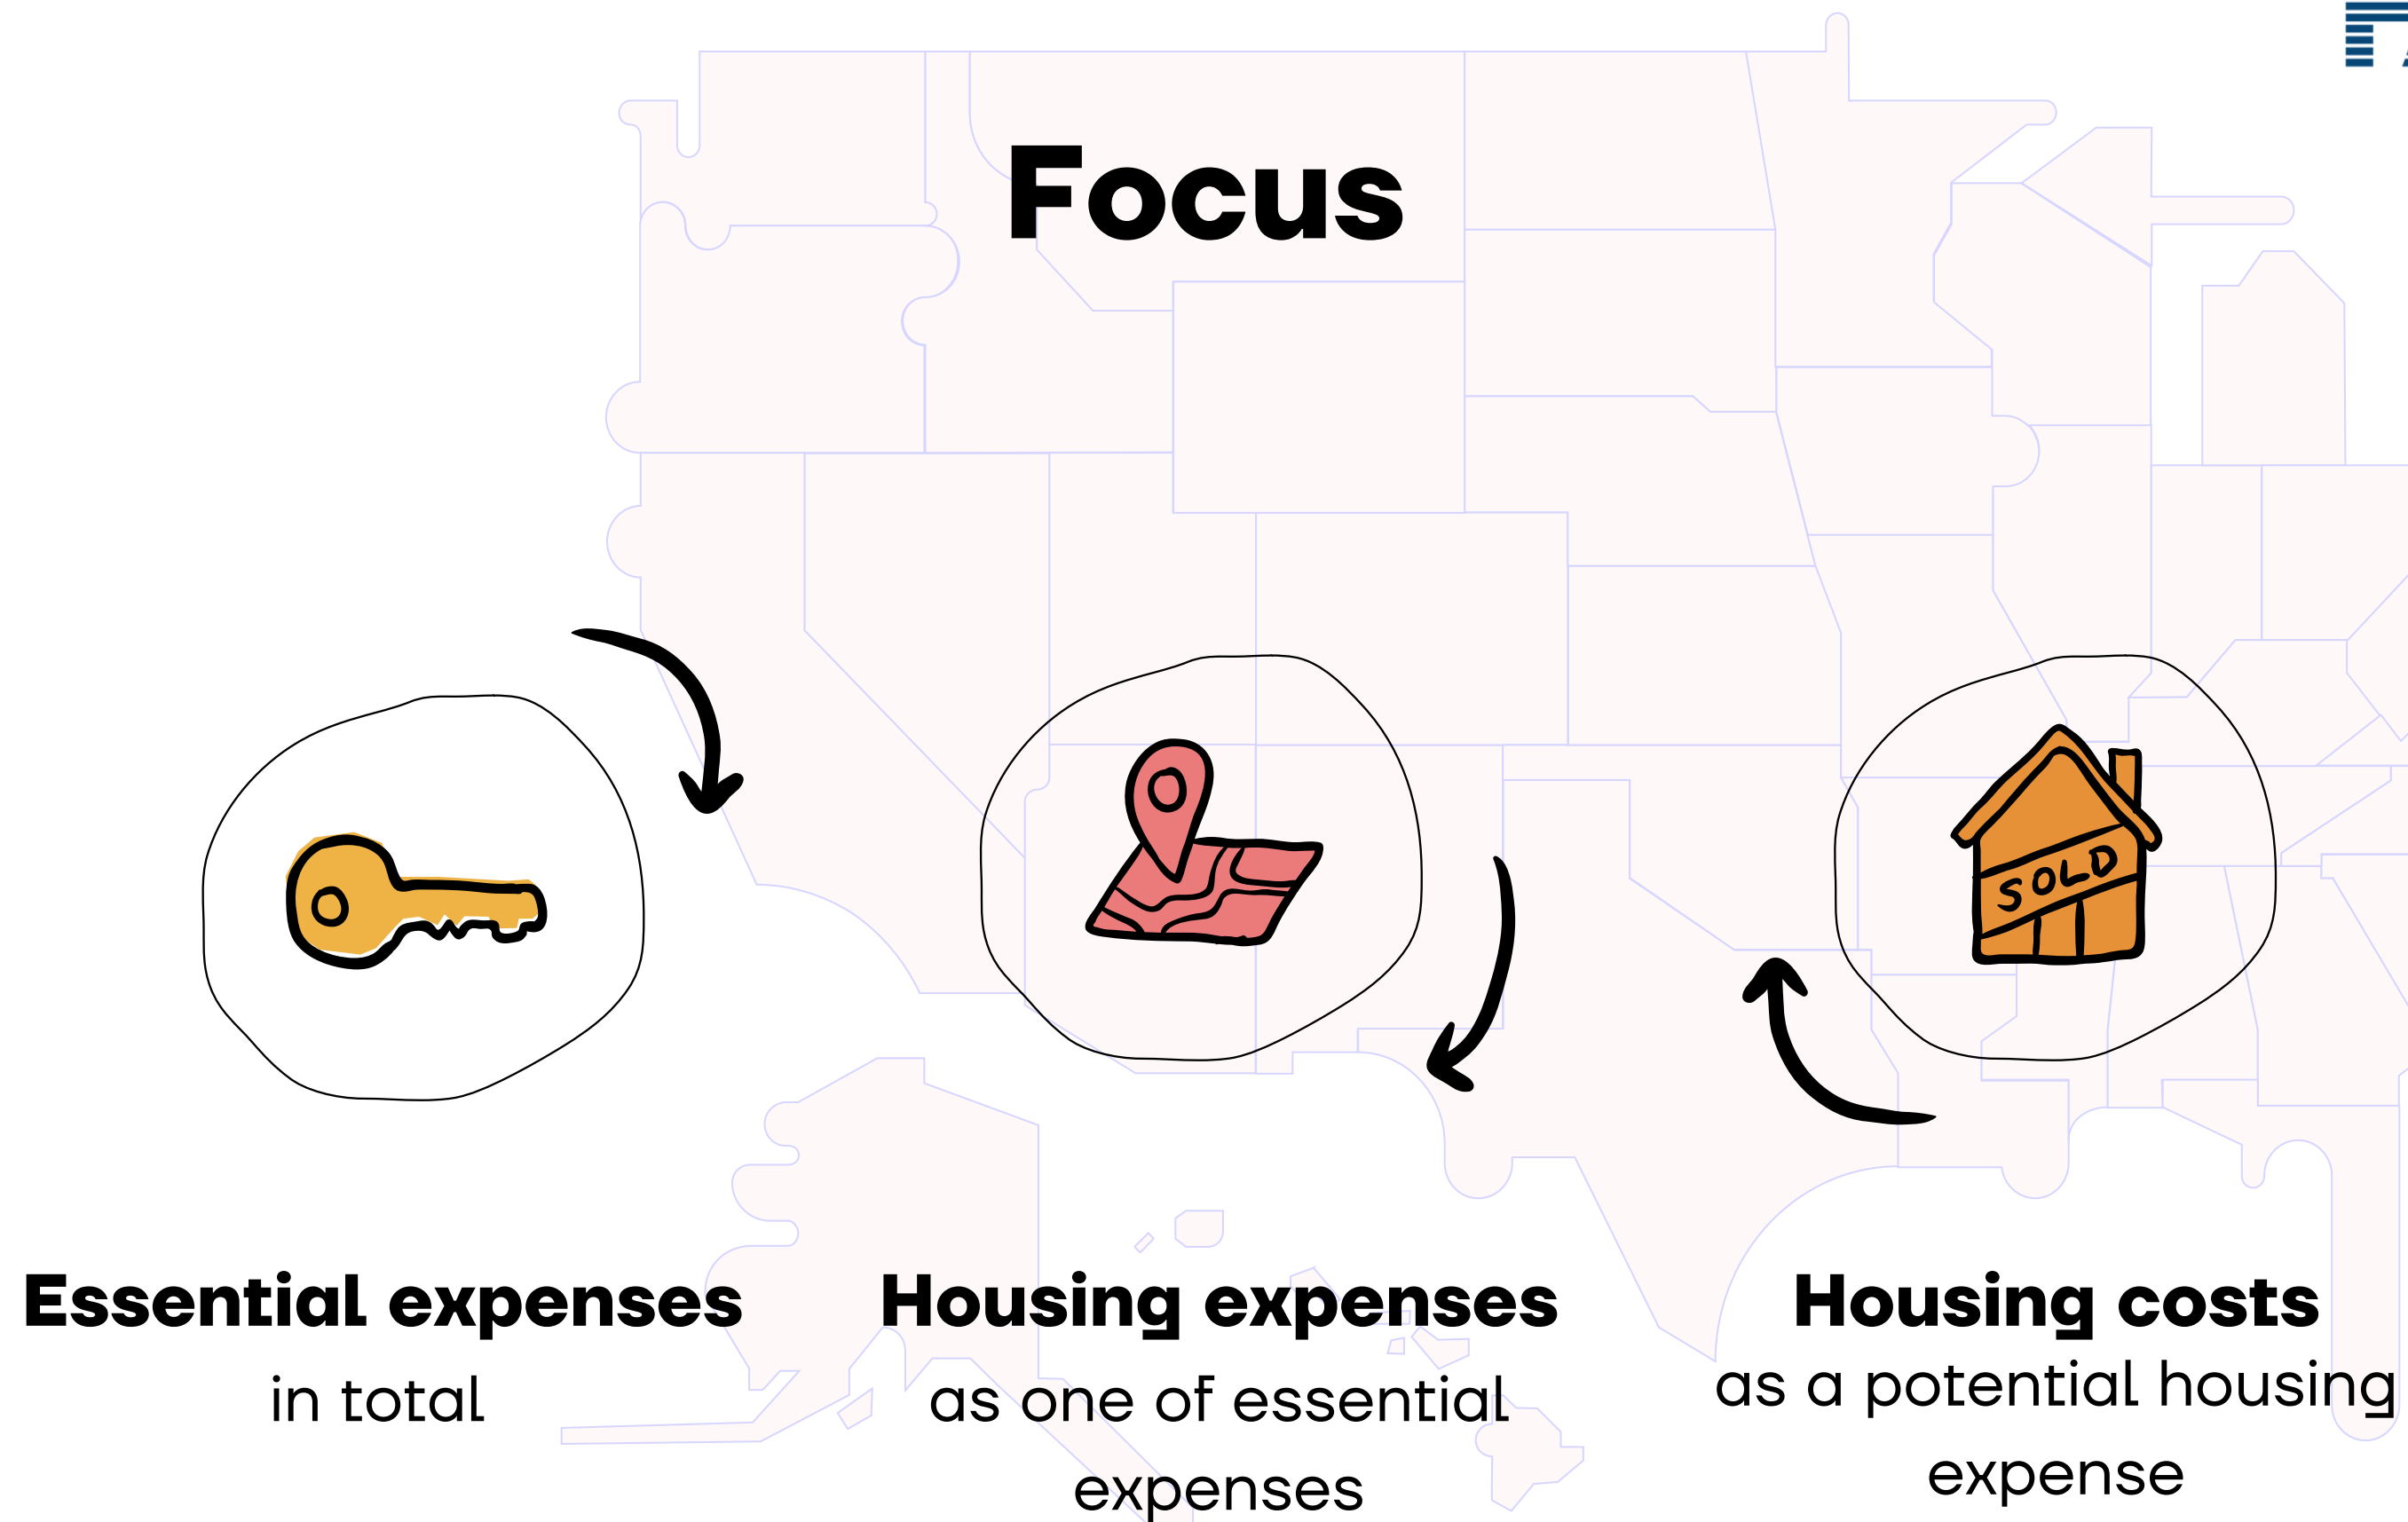 Focus
SOLD
Essential expenses
in total
Housing expenses
as one of essential
expenses
Housing costs
as a potential housing
expense